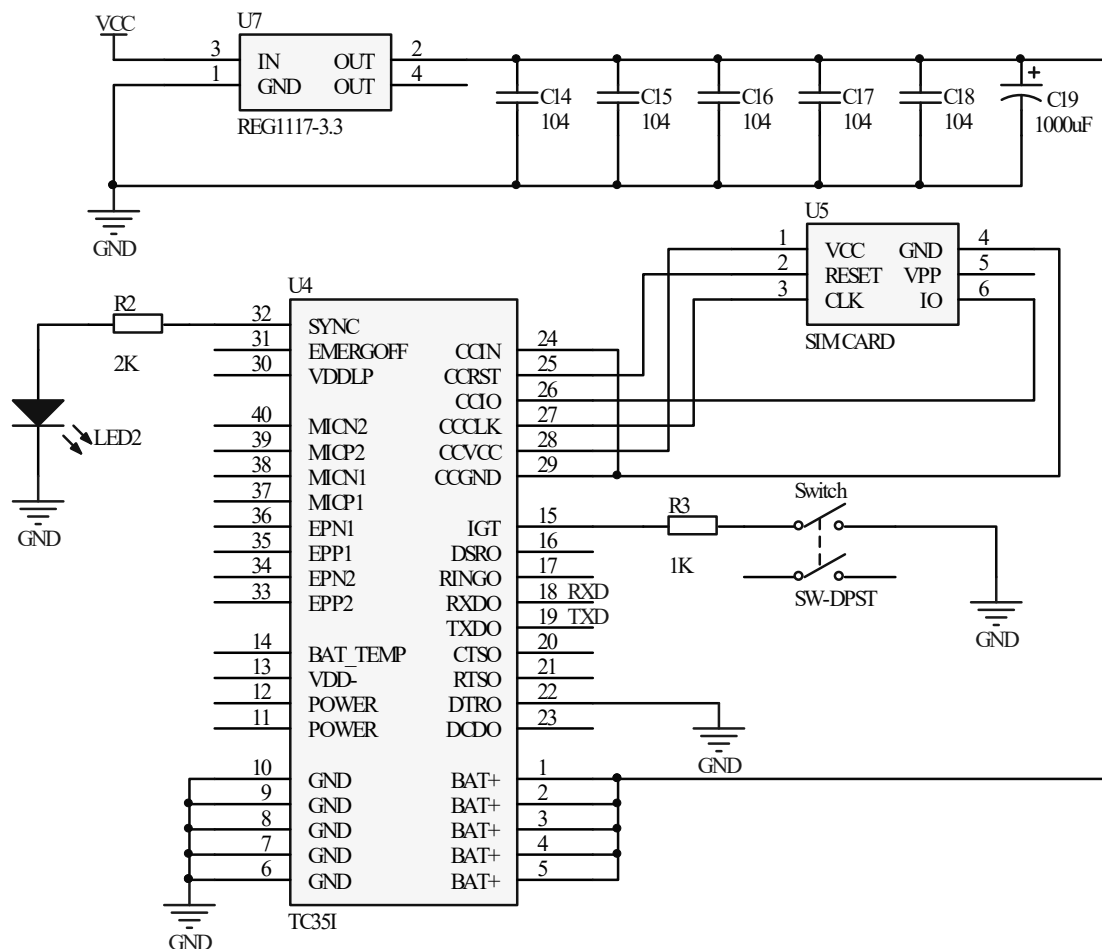 VCC
U7
3 IN OUT 2
1 GND OUT 4
REG1117-3.3
C14
104
C15
104
C16
104
C17
104
C18
104
+
C19
1000uF
GND
U5
1 VCC GND 4
2 RESET VPP 5
3 CLK IO 6
SIM CARD
U4
R2
2K
LED2
GND
32 SYNC
31 EMERGOFF CCIN 24
30 VDDLP CCRST 25
CCIO 26
40 MICN2 CCCLK 27
39 MICP2 CCVCC 28
38 MICN1 CCGND 29
37 MICP1
36 EPN1 IGT 15
35 EPP1 DSRO 16
34 EPN2 RINGO 17
33 EPP2 RXDO 18 RXD
TXDO 19 TXD
14 BAT_TEMP CTSO 20
13 VDD- RTSO 21
12 POWER DTRO 22
11 POWER DCDO 23
10 GND BAT+ 1
9 GND BAT+ 2
8 GND BAT+ 3
7 GND BAT+ 4
6 GND BAT+ 5
TC35I
GND
R3
1K
Switch
SW-DPST
GND
GND